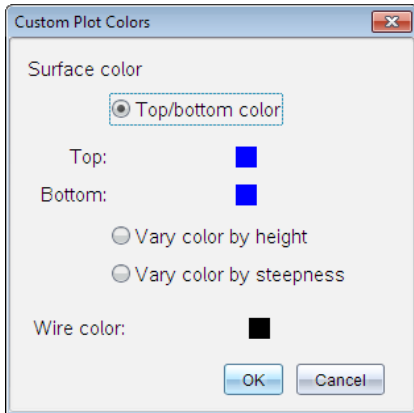 Custom Plot Colors
Surface color
Top/bottom color
Top:
Bottom:
Vary color by height
Vary color by steepness
Wire color:
OK Cancel